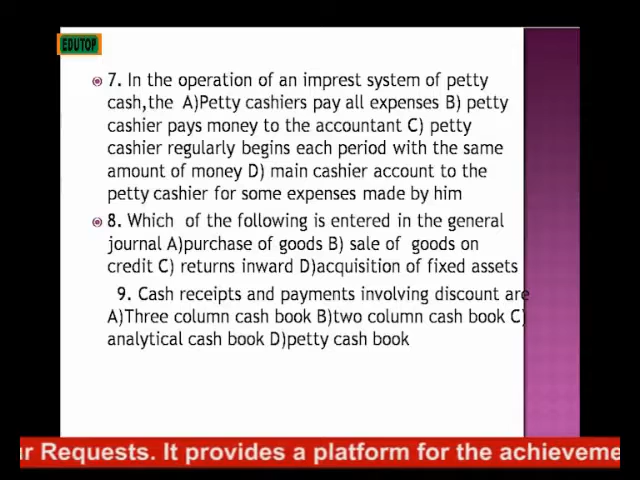 EDUTOP
7. In the operation of an imprest system of petty
cash,the A)Petty cashiers pay all expenses B) petty
cashier pays money to the accountant C) petty
cashier regularly begins each period with the same
amount of money D) main cashier account to the
petty cashier for some expenses made by him
8. Which of the following is entered in the general
journal A)purchase of goods B) sale of goods on
credit C) returns inward D)acquisition of fixed assets
9. Cash receipts and payments involving discount are
A)Three column cash book B)two column cash book C)
analytical cash book D)petty cash book
ur Requests. It provides a platform for the achieveme